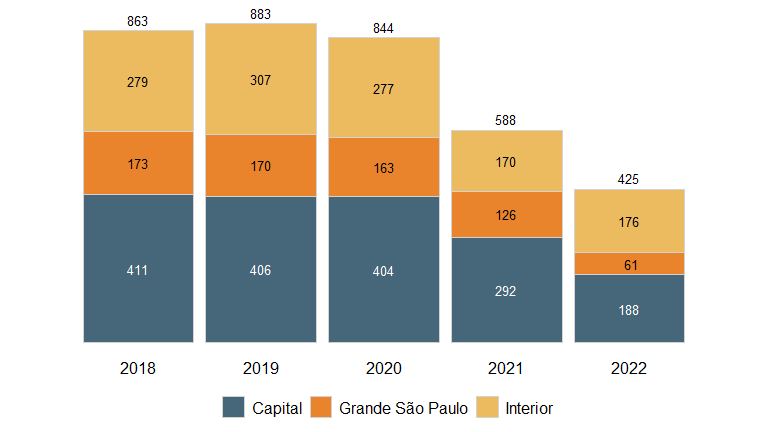 863 883 844 588 425
279 307 277 170 176
173 170 163 126 61
411 406 404 292 188
2018 2019 2020 2021 2022
Capital Grande São Paulo Interior